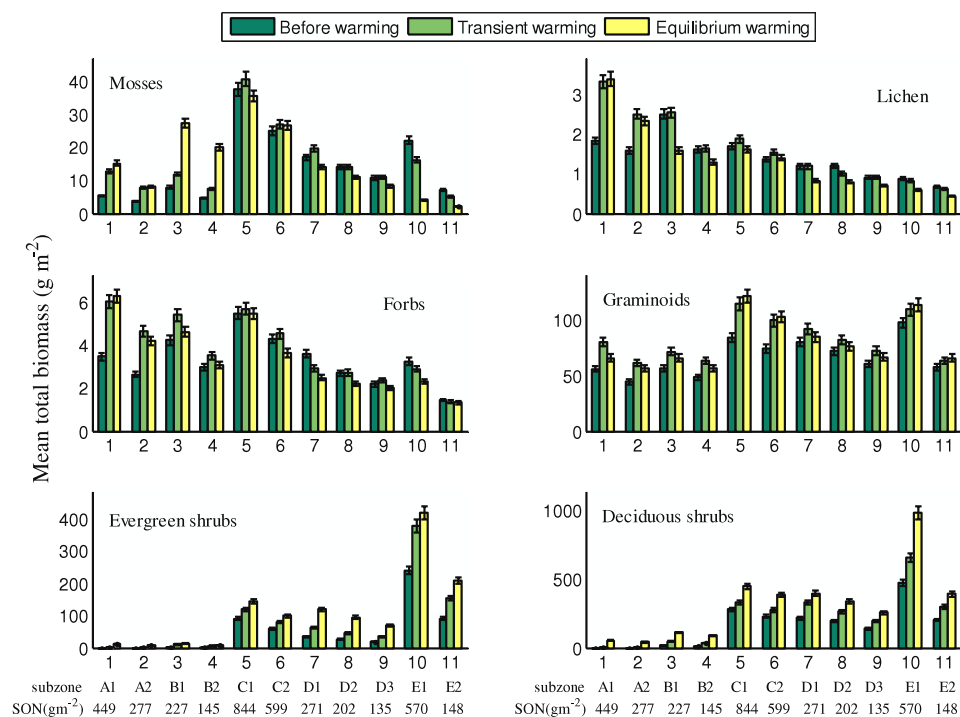 Before warming Transient warming Equilibrium warming
Mosses
40
30
20
10
0
1 2 3 4 5 6 7 8 9 10 11
Lichen
3
2
1
0
1 2 3 4 5 6 7 8 9 10 11
Mean total biomass (g m-2)
Forbs
6
4
2
0
1 2 3 4 5 6 7 8 9 10 11
Graminoids
100
50
0
1 2 3 4 5 6 7 8 9 10 11
Evergreen shrubs
400
300
200
100
0
1 2 3 4 5 6 7 8 9 10 11
Deciduous shrubs
1000
500
0
1 2 3 4 5 6 7 8 9 10 11
subzone A1 A2 B1 B2 C1 C2 D1 D2 D3 E1 E2 A1 A2 B1 B2 C1 C2 D1 D2 D3 E1 E2
SON(gm-2) 449 277 227 145 844 599 271 202 135 570 148 449 277 227 145 844 599 271 202 135 570 148